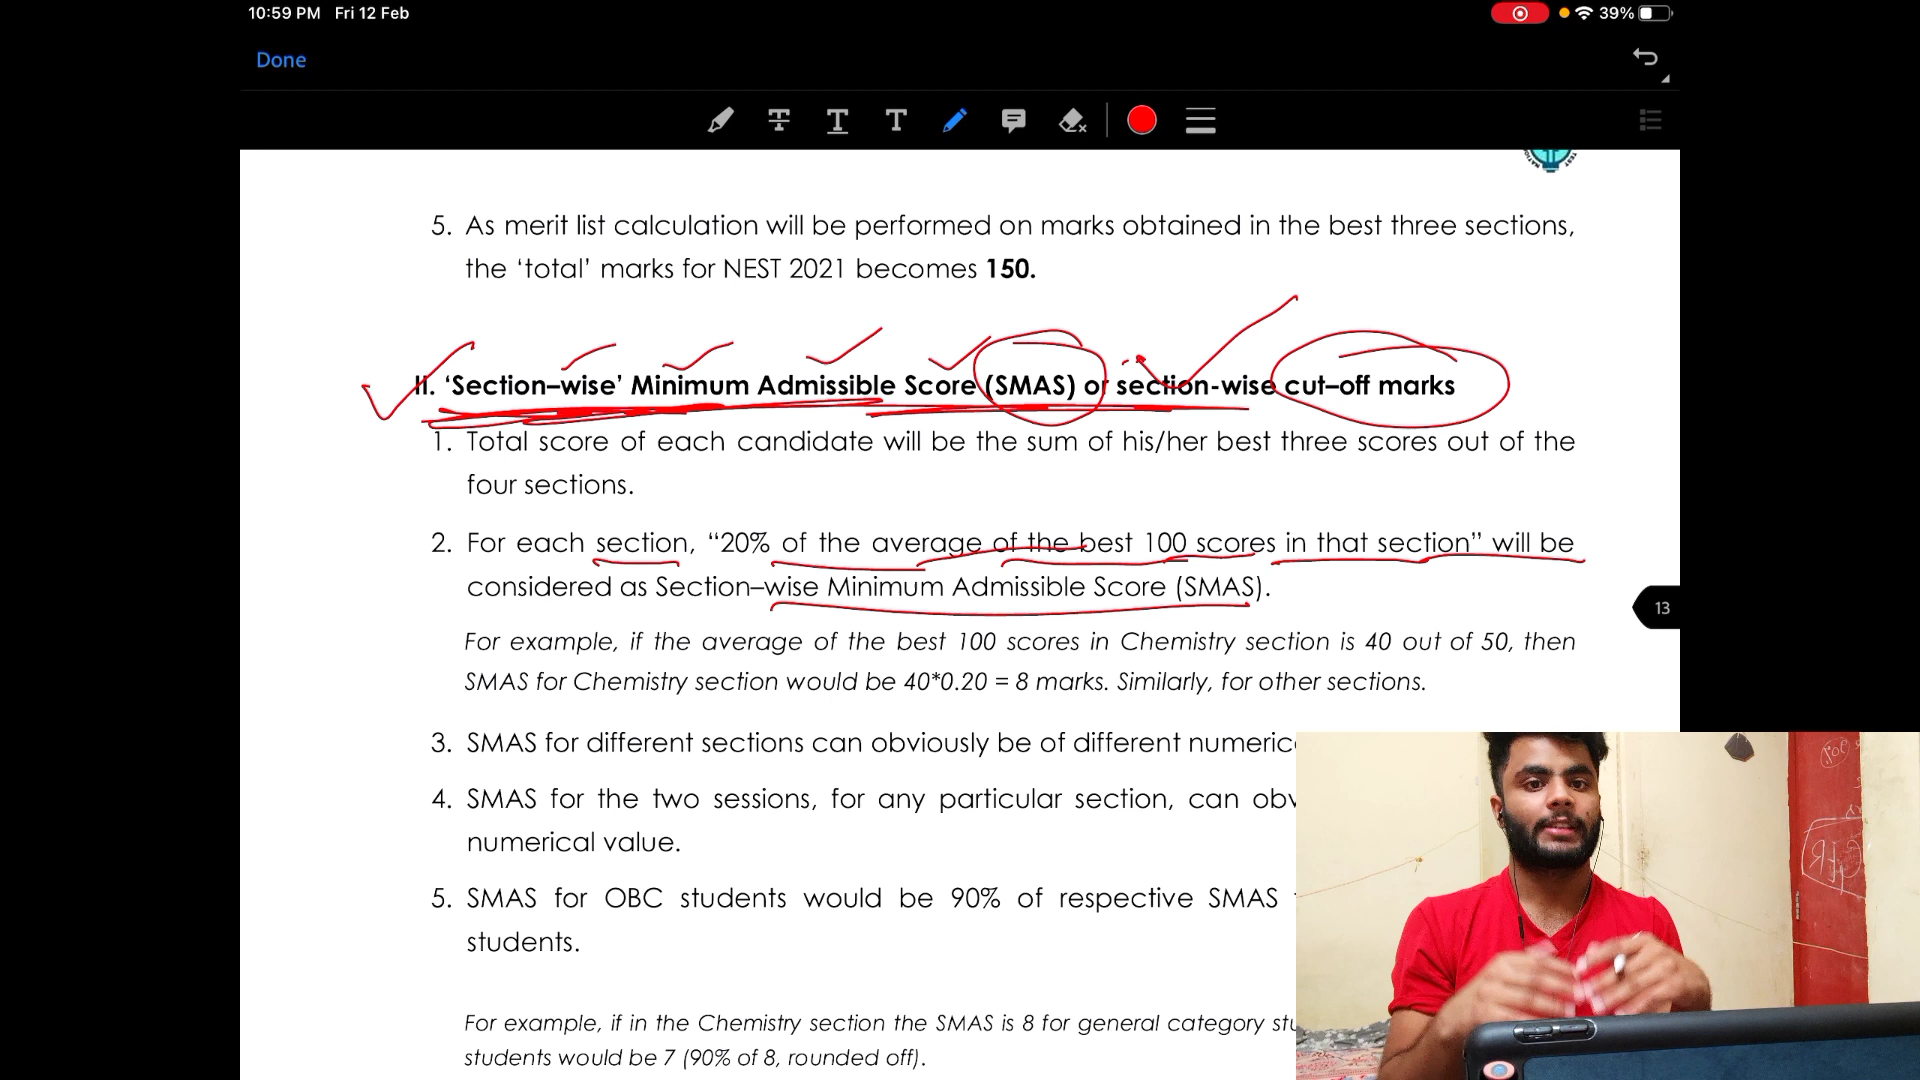 10:59 PM Fri 12 Feb
39%
Done
5. As merit list calculation will be performed on marks obtained in the best three sections,
the ‘total’ marks for NEST 2021 becomes 150.
II. ‘Section–wise’ Minimum Admissible Score (SMAS) or section-wise cut–off marks
1. Total score of each candidate will be the sum of his/her best three scores out of the
four sections.
2. For each section, “20% of the average of the best 100 scores in that section” will be
considered as Section–wise Minimum Admissible Score (SMAS).
13
For example, if the average of the best 100 scores in Chemistry section is 40 out of 50, then
SMAS for Chemistry section would be 40*0.20 = 8 marks. Similarly, for other sections.
3. SMAS for different sections can obviously be of different
4. SMAS for the two sessions, for any particular section, can
numerical value.
5. SMAS for OBC students would be 90% of respective SMAS
students.
For example, if in the Chemistry section the SMAS is 8 for general category
students would be 7 (90% of 8, rounded off).